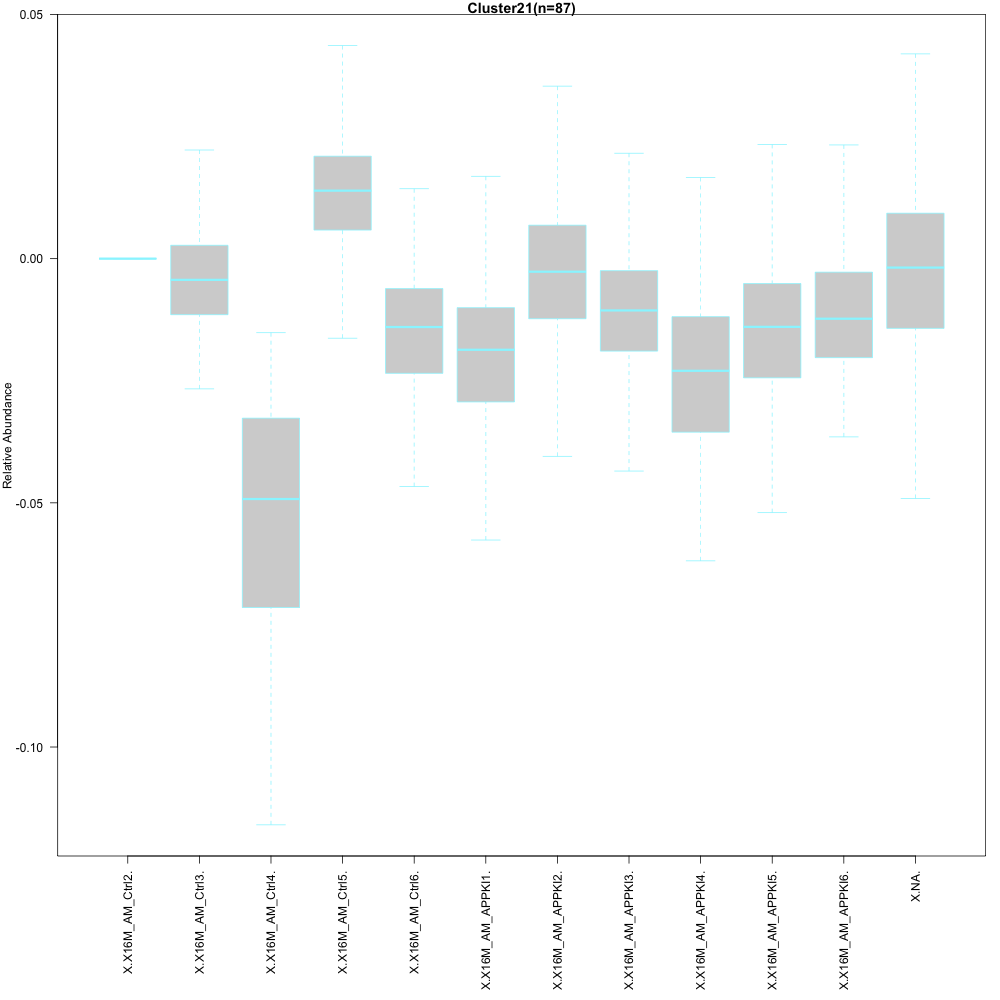 Cluster21(n=87)
Relative Abundance
0.05
0.00
-0.05
-0.10
X.X16M_AM_Ctrl2.
X.X16M_AM_Ctrl3.
X.X16M_AM_Ctrl4.
X.X16M_AM_Ctrl5.
X.X16M_AM_Ctrl6.
X.X16M_AM_APPKI1.
X.X16M_AM_APPKI2.
X.X16M_AM_APPKI3.
X.X16M_AM_APPKI4.
X.X16M_AM_APPKI5.
X.X16M_AM_APPKI6.
X.NA.